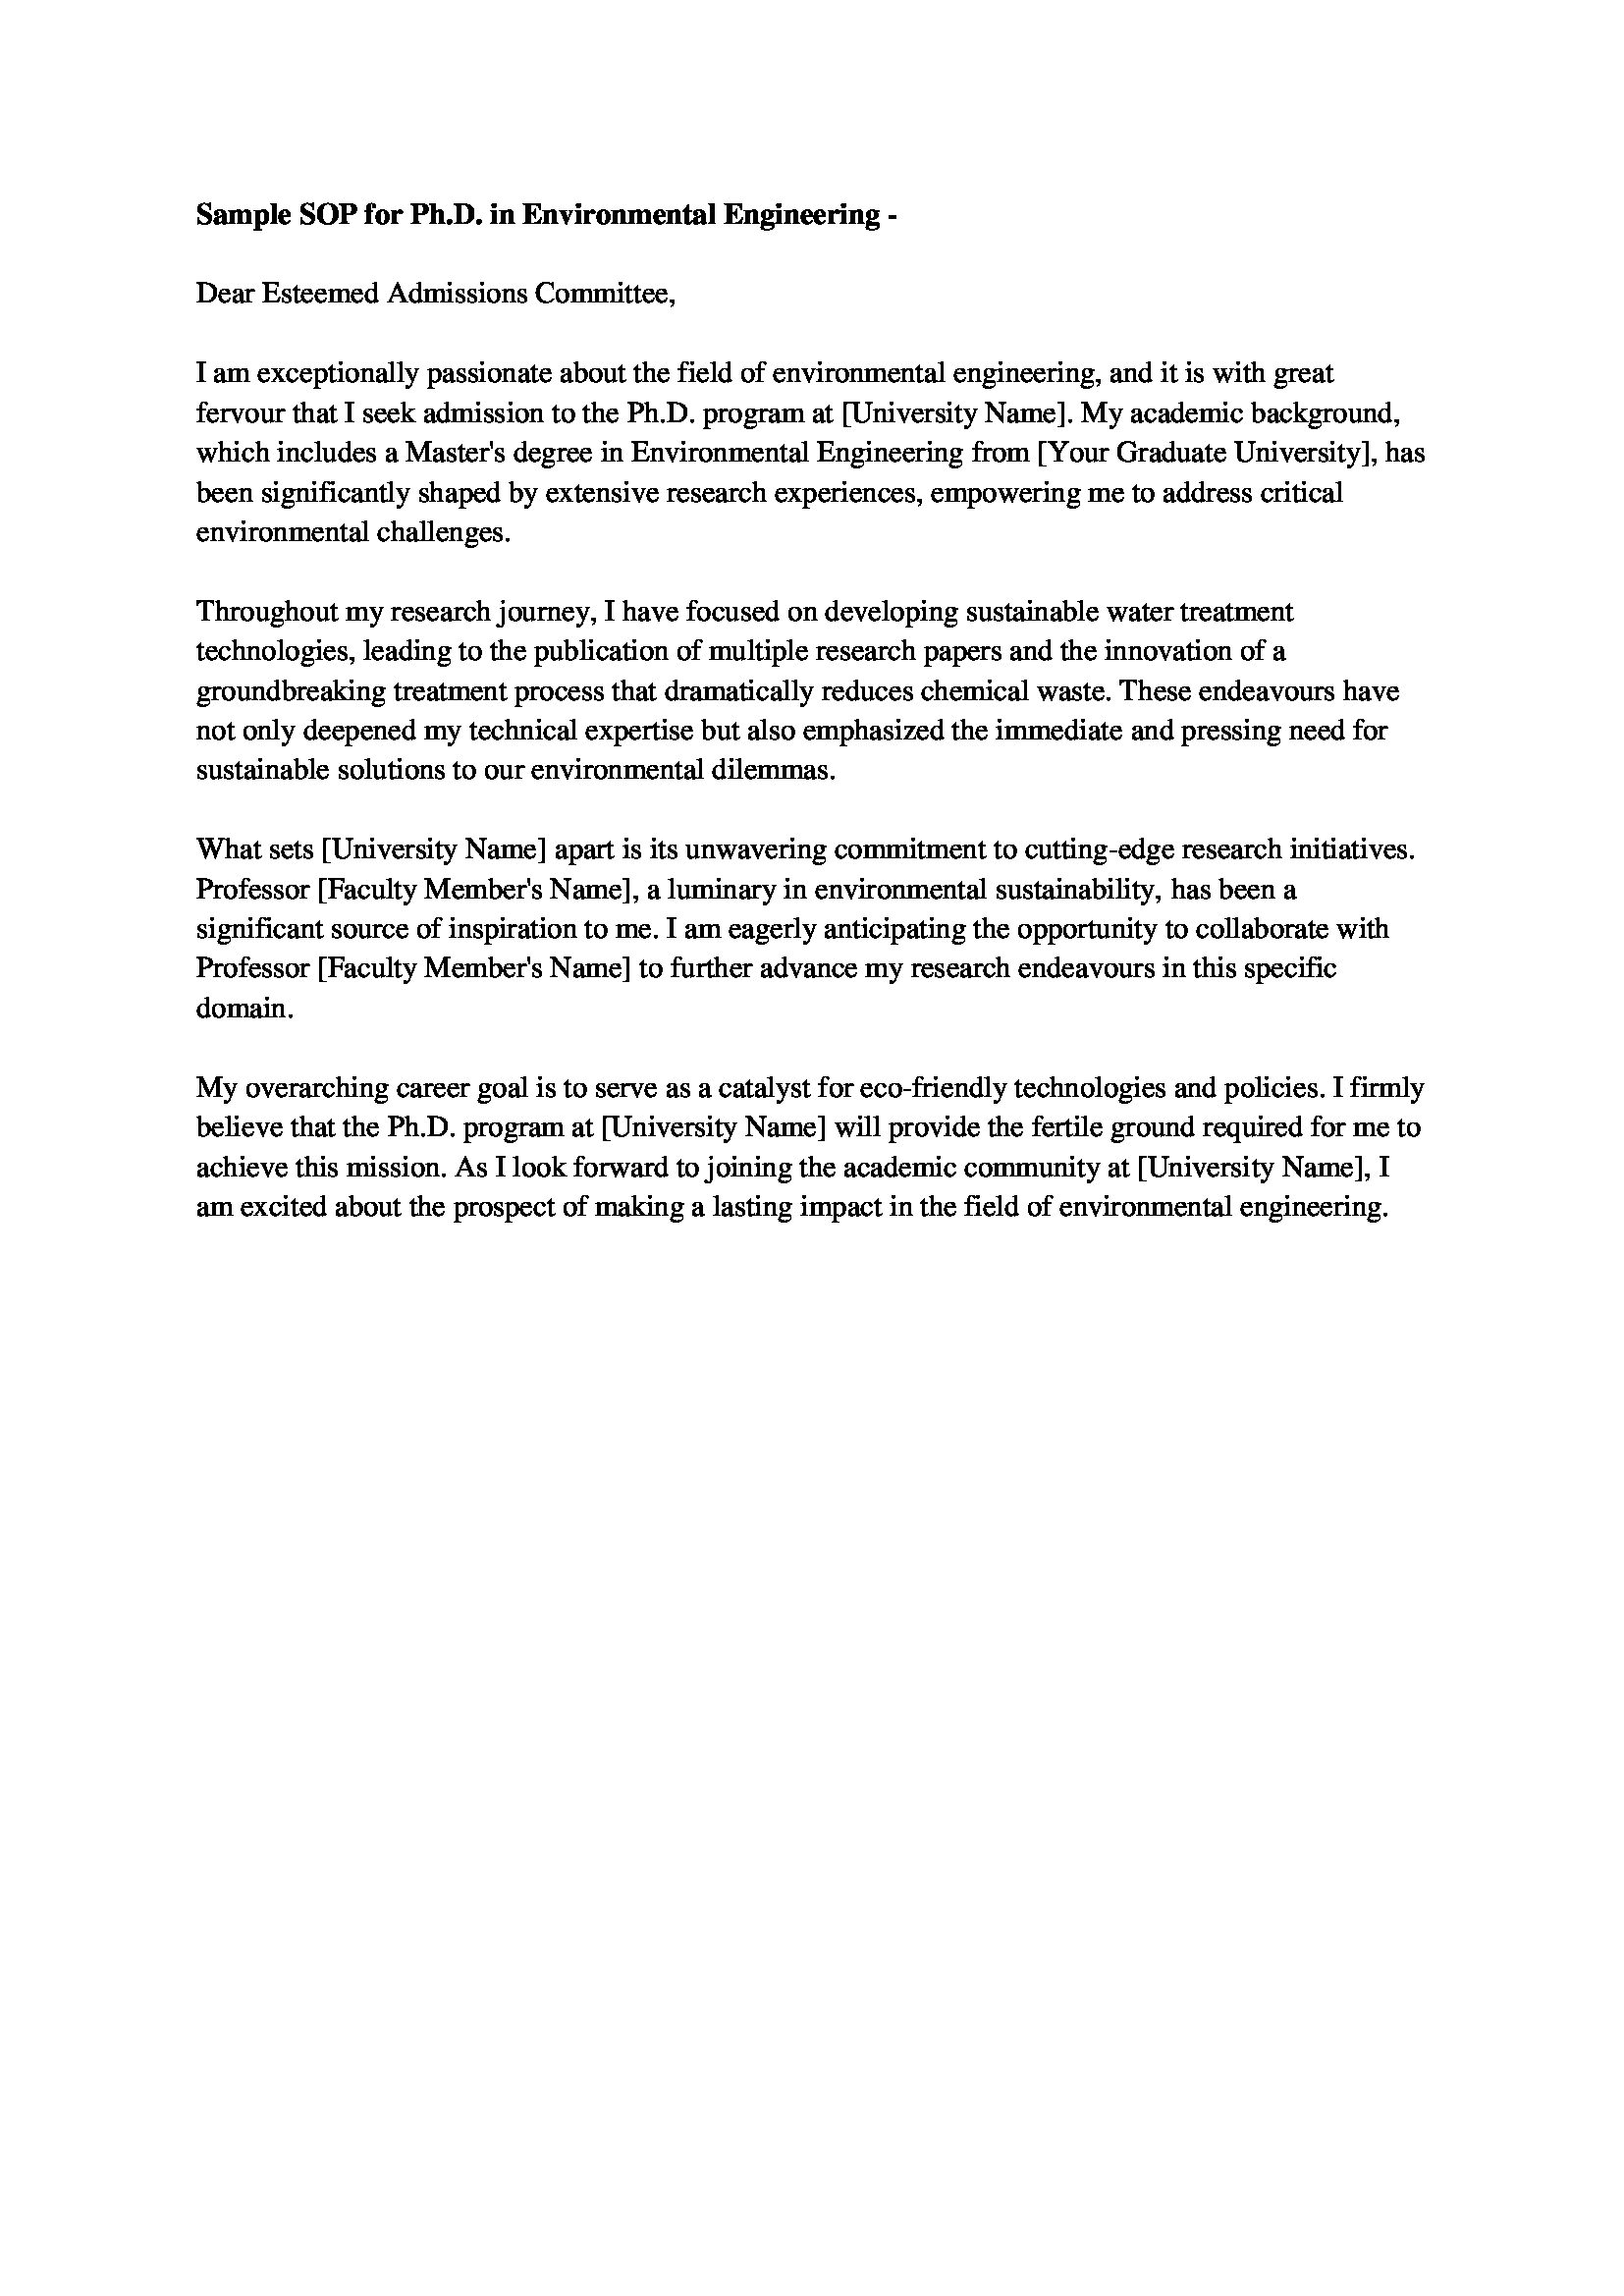 Sample SOP for Ph.D. in Environmental Engineering -
Dear Esteemed Admissions Committee,
I am exceptionally passionate about the field of environmental engineering, and it is with great
fervour that I seek admission to the Ph.D. program at [University Name]. My academic background,
which includes a Master's degree in Environmental Engineering from [Your Graduate University], has
been significantly shaped by extensive research experiences, empowering me to address critical
environmental challenges.
Throughout my research journey, I have focused on developing sustainable water treatment
technologies, leading to the publication of multiple research papers and the innovation of a
groundbreaking treatment process that dramatically reduces chemical waste. These endeavours have
not only deepened my technical expertise but also emphasized the immediate and pressing need for
sustainable solutions to our environmental dilemmas.
What sets [University Name] apart is its unwavering commitment to cutting-edge research initiatives.
Professor [Faculty Member's Name], a luminary in environmental sustainability, has been a
significant source of inspiration to me. I am eagerly anticipating the opportunity to collaborate with
Professor [Faculty Member's Name] to further advance my research endeavours in this specific
domain.
My overarching career goal is to serve as a catalyst for eco-friendly technologies and policies. I firmly
believe that the Ph.D. program at [University Name] will provide the fertile ground required for me to
achieve this mission. As I look forward to joining the academic community at [University Name], I
am excited about the prospect of making a lasting impact in the field of environmental engineering.